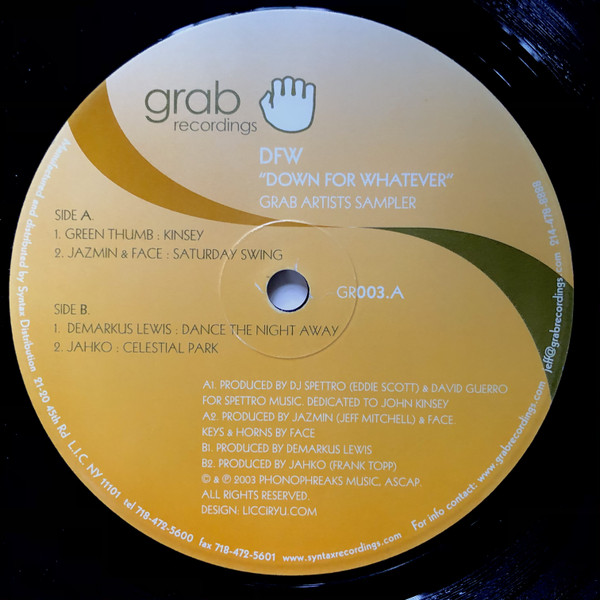 grab
recordings
DFW
"DOWN FOR WHATEVER"
GRAB ARTISTS SAMPLER
SIDE A.
1. GREEN THUMB : KINSEY
2. JAZMIN & FACE : SATURDAY SWING
GR003.A
SIDE B.
1. DEMARKUS LEWIS : DANCE THE NIGHT AWAY
2. JAHKO : CELESTIAL PARK
A1. PRODUCED BY DJ SPETTRO (EDDIE SCOTT) & DAVID GUERRO
FOR SPETTRO MUSIC. DEDICATED TO JOHN KINSEY
A2. PRODUCED BY JAZMIN (JEFF MITCHELL) & FACE.
KEYS & HORNS BY FACE
B1. PRODUCED BY DEMARKUS LEWIS
B2. PRODUCED BY JAHKO (FRANK TOPP)
© & ℗ 2003 PHONOPHREAKS MUSIC, ASCAP.
ALL RIGHTS RESERVED.
DESIGN: LICCIRYU.COM
Manufactured and distributed by Syntax Distribution 21-20 45th Rd L.I.C. NY 11101 tel 718-472-5600 fax 718-472-5601 www.syntaxrecordings.com
For info contact: www.grabrecordings.com jeff@grabrecordings.com 214-478-8688